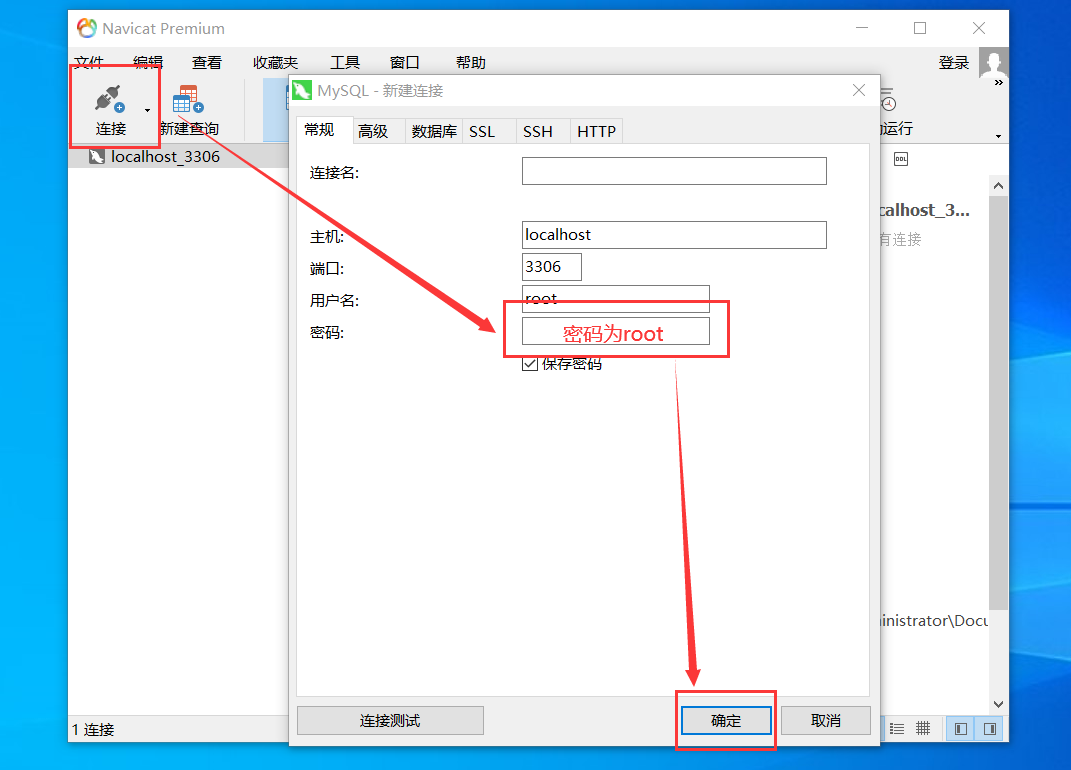 Navicat Premium
文件 编辑 查看 收藏夹 工具 窗口 帮助 登录
连接 新建查询 运行
MySQL - 新建连接
常规 高级 数据库 SSL SSH HTTP
localhost_3306
连接名:
主机: localhost
端口: 3306
用户名: root
密码: 密码为root
保存密码
calhost_3...
有连接
DDL
inistrator\Docu
连接测试 确定 取消
1 连接